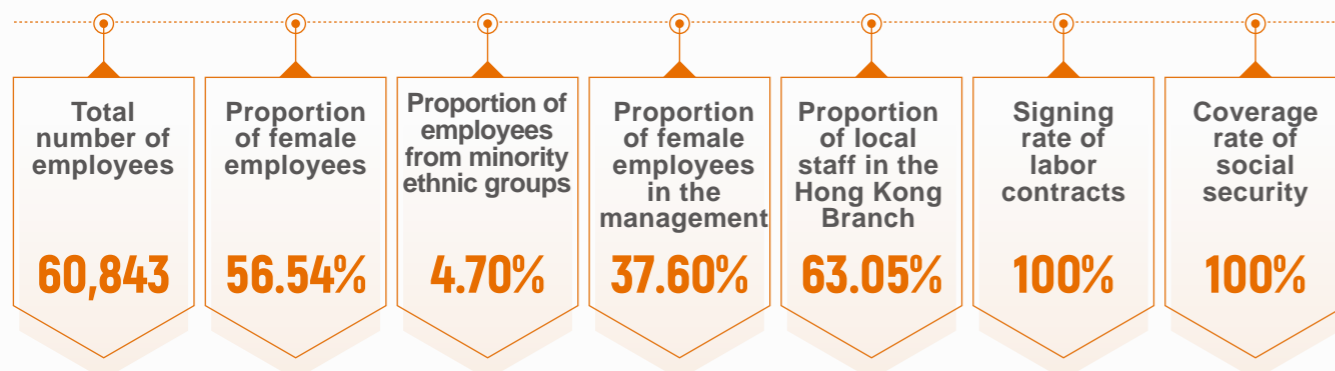 Total
number of
employees
60,843
Proportion
of female
employees
56.54%
Proportion of
employees
from minority
ethnic groups
4.70%
Proportion
of female
employees
in the
management
37.60%
Proportion
of local
staff in the
Hong Kong
Branch
63.05%
Signing
rate of
labor
contracts
100%
Coverage
rate of
social
security
100%